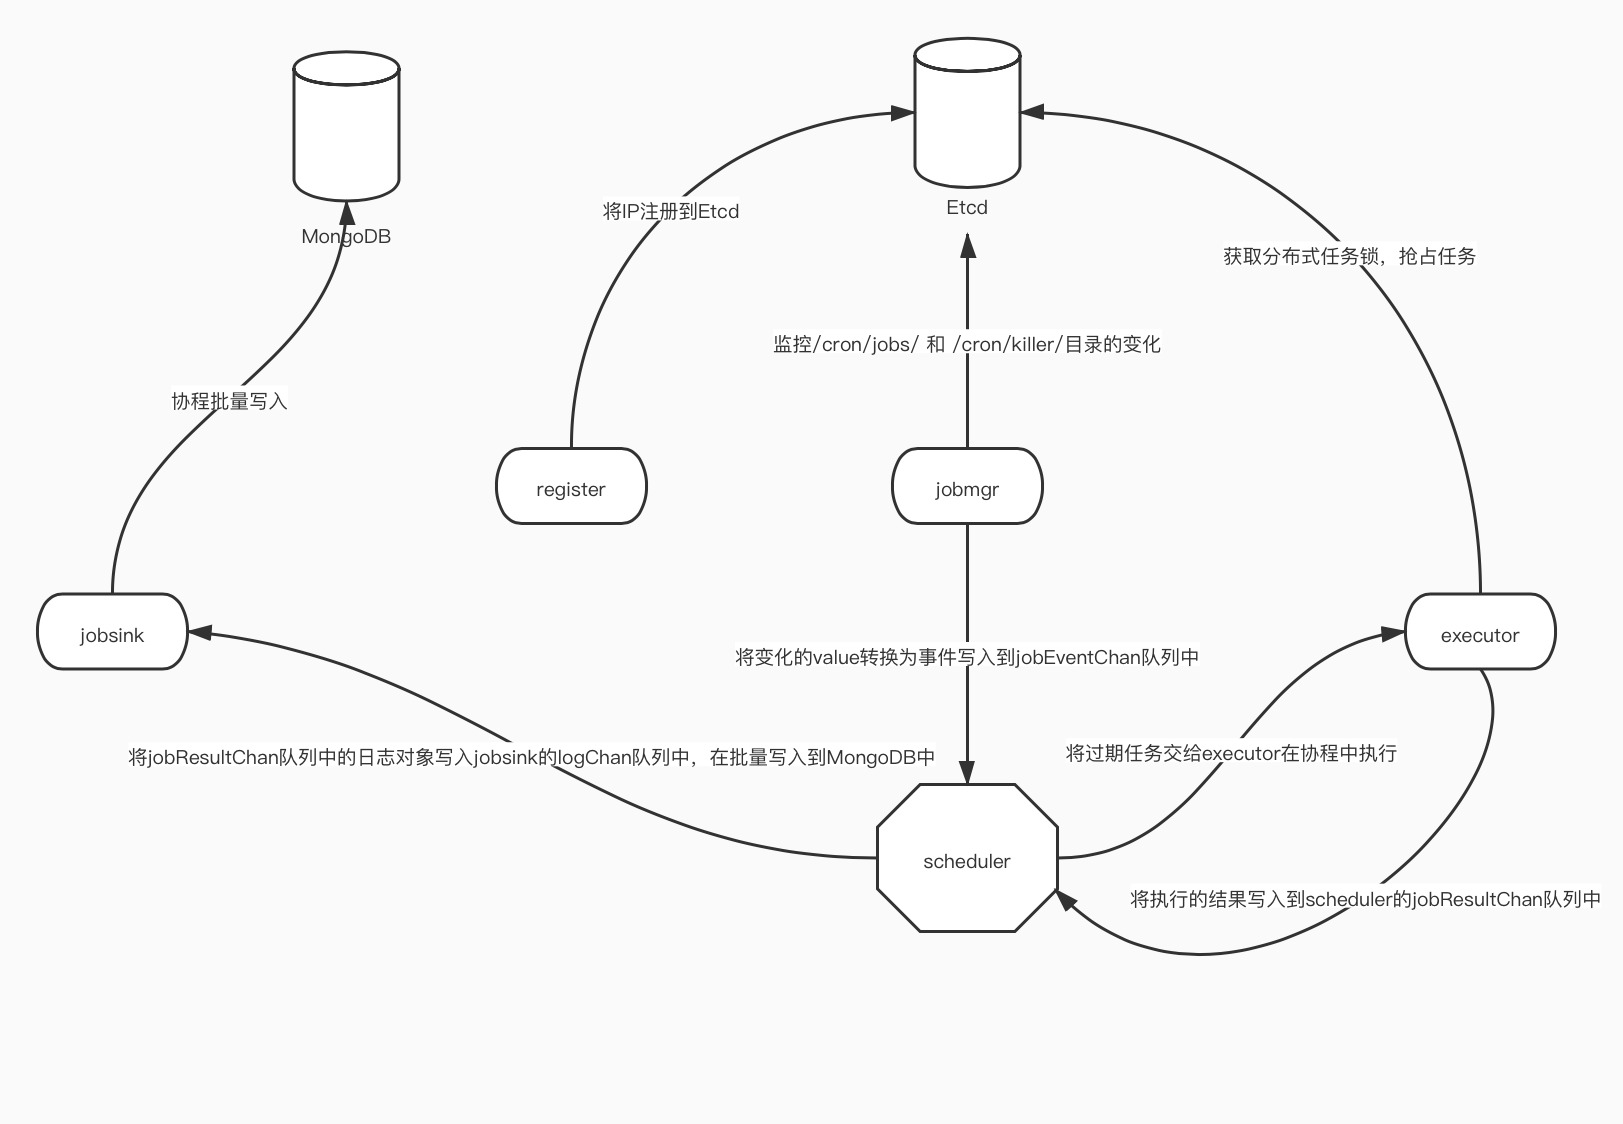 Etcd
将IP注册到Etcd
MongoDB
获取分布式任务锁，抢占任务
监控/cron/jobs/ 和 /cron/killer/目录的变化
协程批量写入
register
jobmgr
jobsink
executor
将变化的value转换为事件写入到jobEventChan队列中
将jobResultChan队列中的日志对象写入jobsink的logChan队列中，在批量写入到MongoDB中
将过期任务交给executor在协程中执行
scheduler
将执行的结果写入到scheduler的jobResultChan队列中